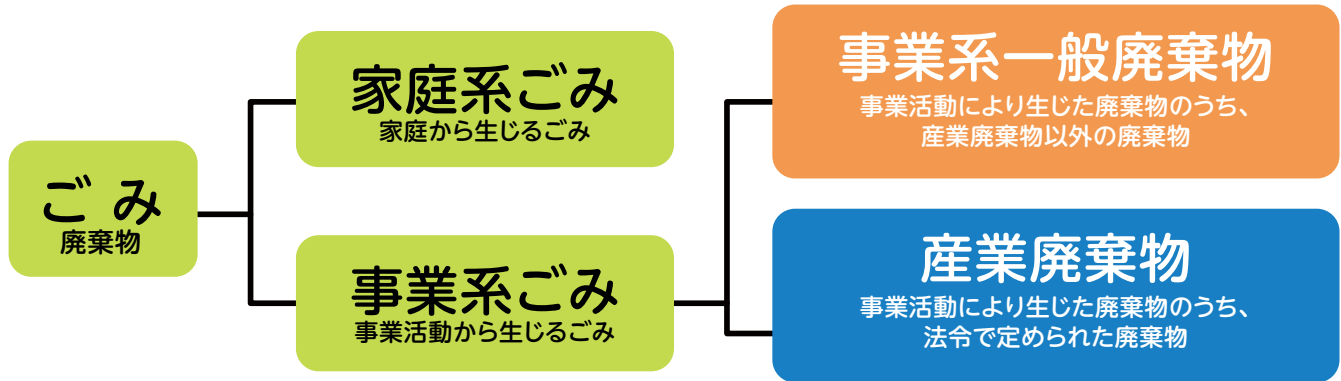 ごみ
廃棄物
家庭系ごみ
家庭から生じるごみ
事業系ごみ
事業活動から生じるごみ
事業系一般廃棄物
事業活動により生じた廃棄物のうち、
産業廃棄物以外の廃棄物
産業廃棄物
事業活動により生じた廃棄物のうち、
法令で定められた廃棄物